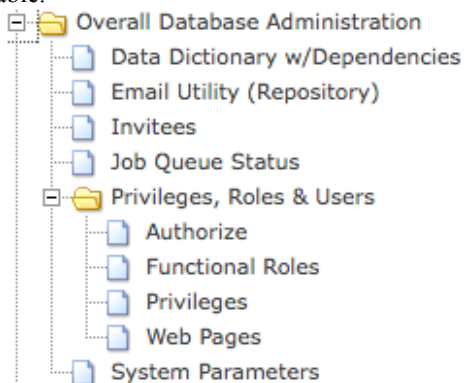 Overall Database Administration
Data Dictionary w/Dependencies
Email Utility (Repository)
Invitees
Job Queue Status
Privileges, Roles & Users
Authorize
Functional Roles
Privileges
Web Pages
System Parameters